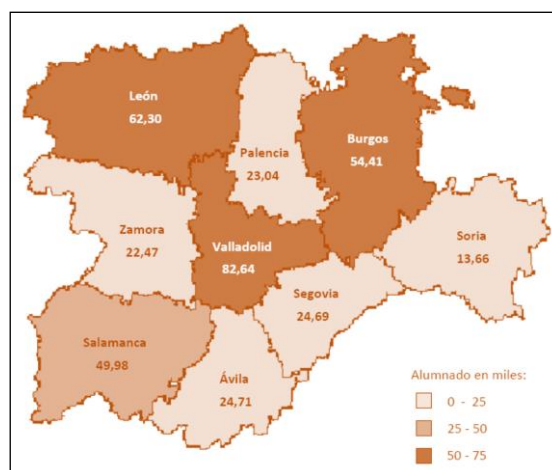 León
62,30
Palencia
23,04
Burgos
54,41
Zamora
22,47
Valladolid
82,64
Soria
13,66
Segovia
24,69
Salamanca
49,98
Ávila
24,71
Alumnado en miles:
0 - 25
25 - 50
50 - 75